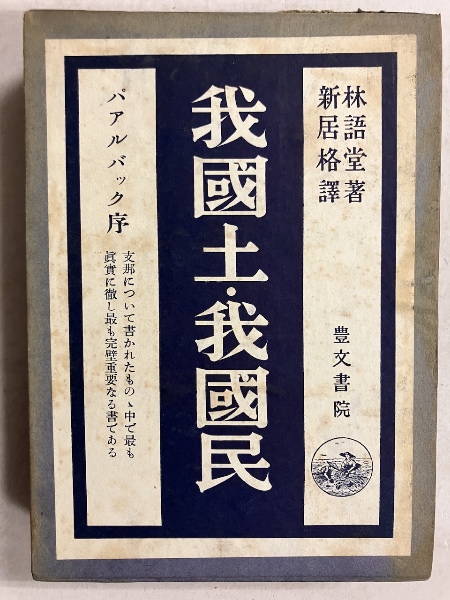 林語堂著
新居格譯
豊文書院
我國土・我國民
パアルバック序
支那について書かれたものゝ中で最も
眞實に徹し最も完璧重要なる書である